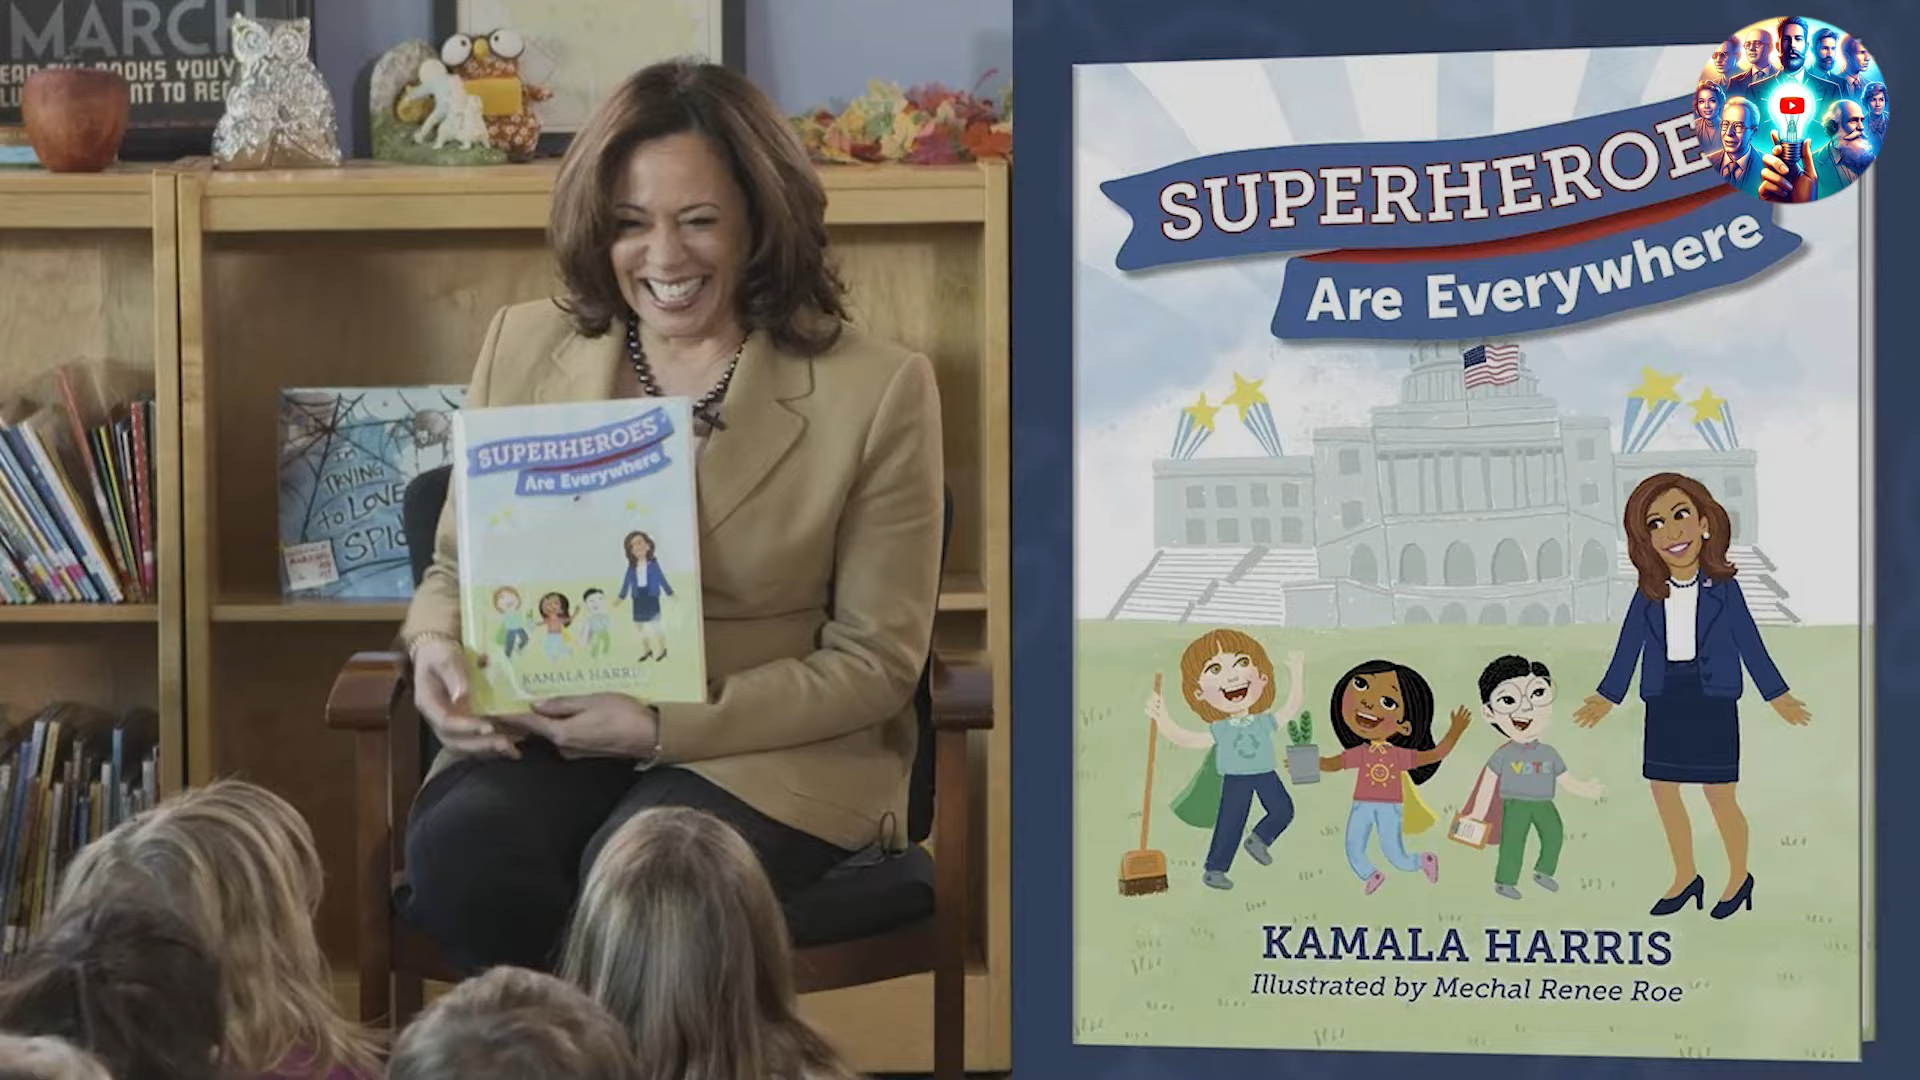 MARCH
BOOKS YOU'V
NT TO REA
TRYING
to LOVE
SPID
SUPERHEROES
Are Everywhere
KAMALA HARRIS
SUPERHEROES
Are Everywhere
VOTE
KAMALA HARRIS
Illustrated by Mechal Renee Roe